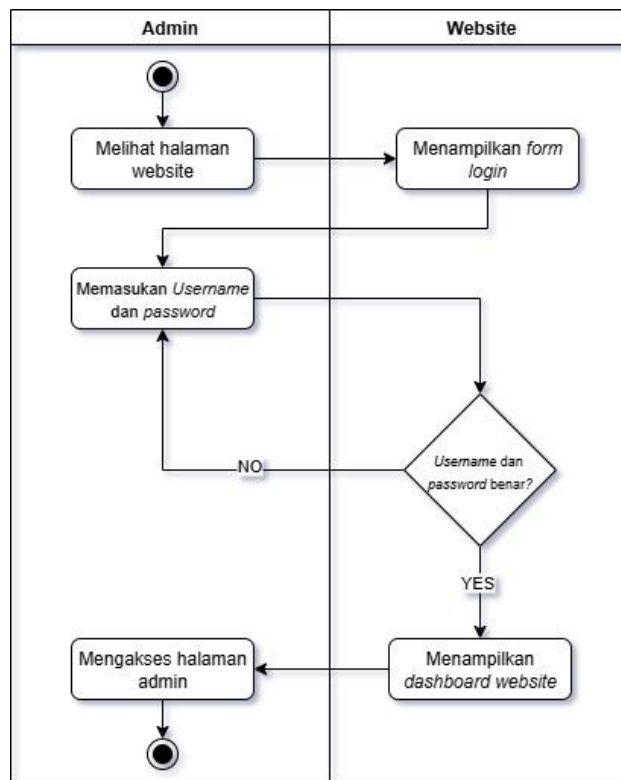 Admin
Website
Melihat halaman
website
Menampilkan form
login
Memasukan Username
dan password
Username dan
password benar?
NO
YES
Menampilkan
dashboard website
Mengakses halaman
admin